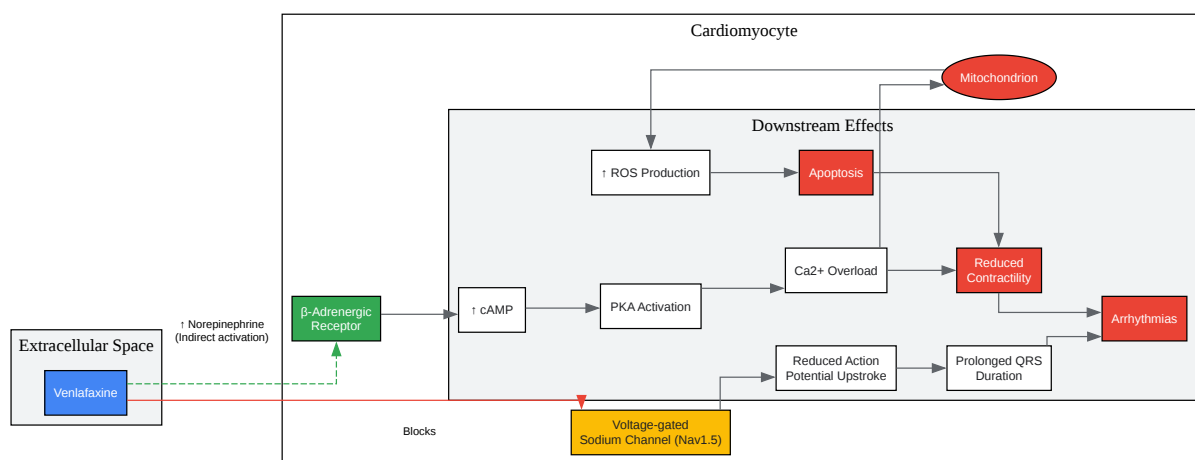 Cardiomyocyte
Mitochondrion
Downstream Effects
↑ ROS Production
Apoptosis
Ca2+ Overload
Reduced
Contractility
β-Adrenergic
Receptor
↑ cAMP
PKA Activation
Arrhythmias
↑ Norepinephrine
(Indirect activation)
Extracellular Space
Venlafaxine
Reduced Action
Potential Upstroke
Prolonged QRS
Duration
Blocks
Voltage-gated
Sodium Channel (Nav1.5)